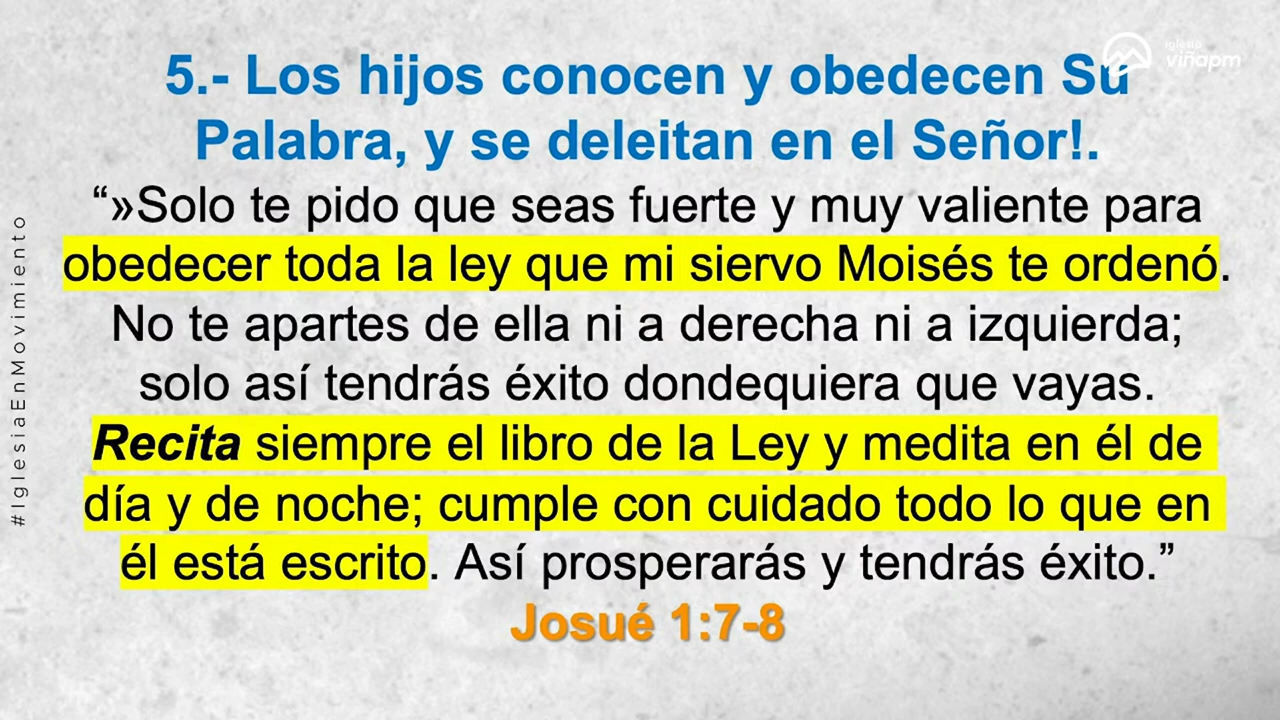 iglesia
viñapm
5.- Los hijos conocen y obedecen Su
Palabra, y se deleitan en el Señor!.
“»Solo te pido que seas fuerte y muy valiente para
obedecer toda la ley que mi siervo Moisés te ordenó.
No te apartes de ella ni a derecha ni a izquierda;
solo así tendrás éxito dondequiera que vayas.
Recita siempre el libro de la Ley y medita en él de
día y de noche; cumple con cuidado todo lo que en
él está escrito. Así prosperarás y tendrás éxito.”
Josué 1:7-8
#IglesiaEnMovimiento